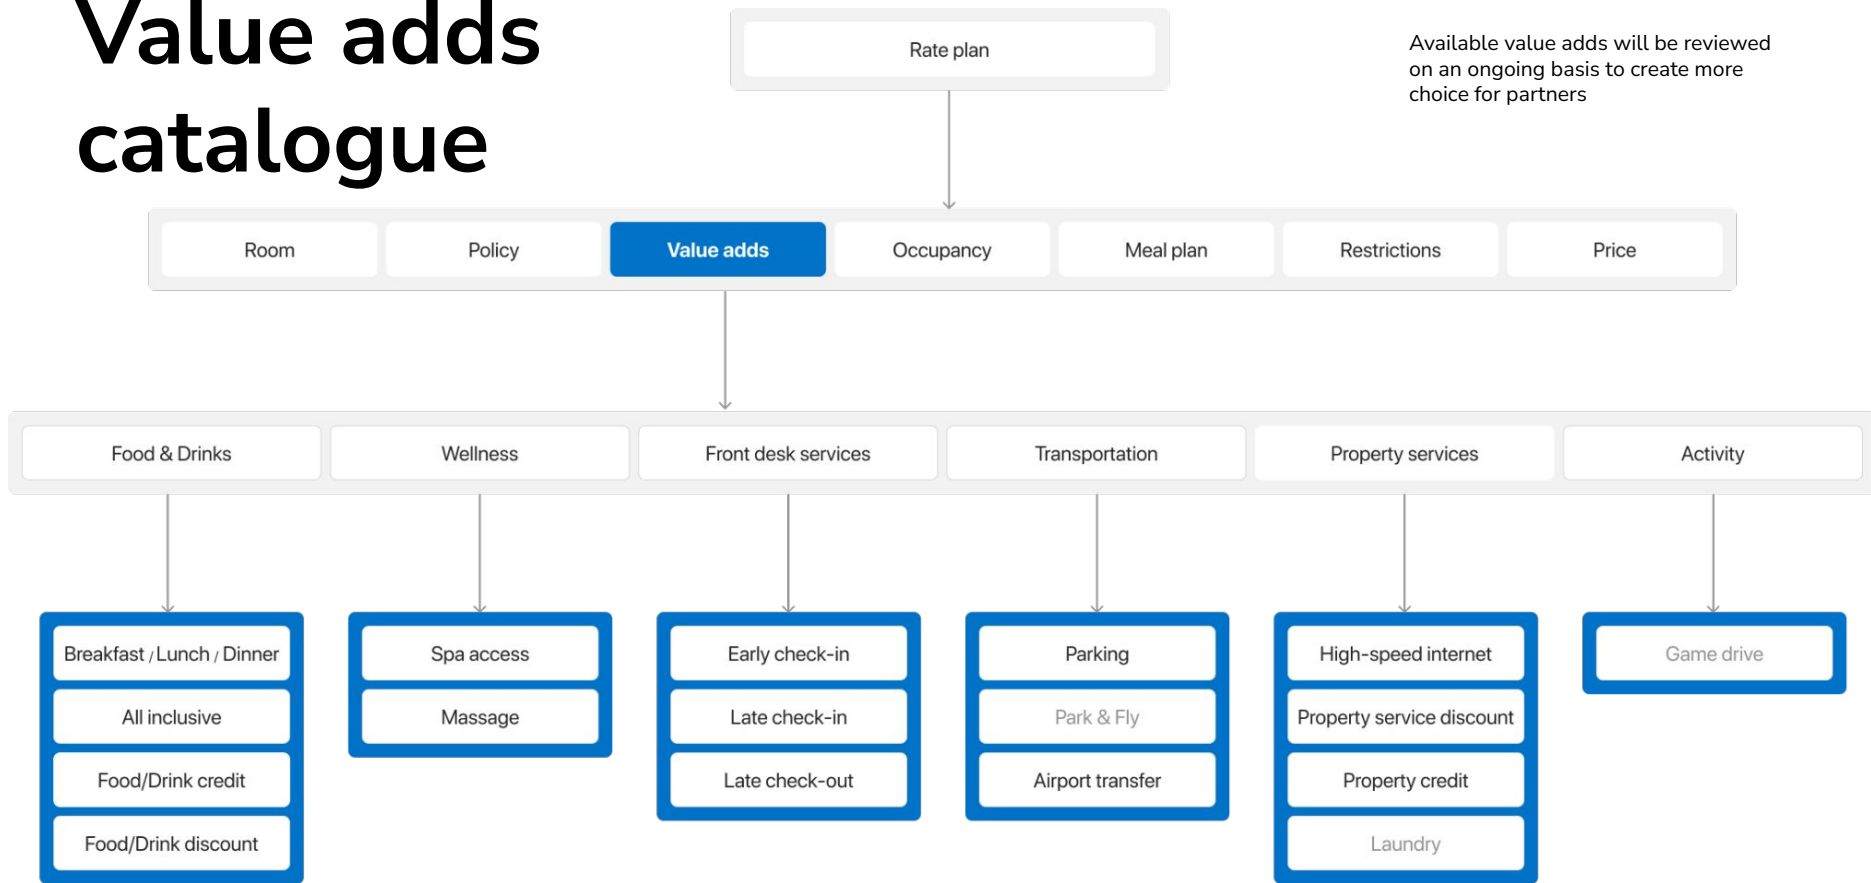 Value adds
catalogue
Rate plan
Available value adds will be reviewed
on an ongoing basis to create more
choice for partners
Room
Policy
Value adds
Occupancy
Meal plan
Restrictions
Price
Food & Drinks
Wellness
Front desk services
Transportation
Property services
Activity
Breakfast / Lunch / Dinner
All inclusive
Food/Drink credit
Food/Drink discount
Spa access
Massage
Early check-in
Late check-in
Late check-out
Parking
Park & Fly
Airport transfer
High-speed internet
Property service discount
Property credit
Laundry
Game drive